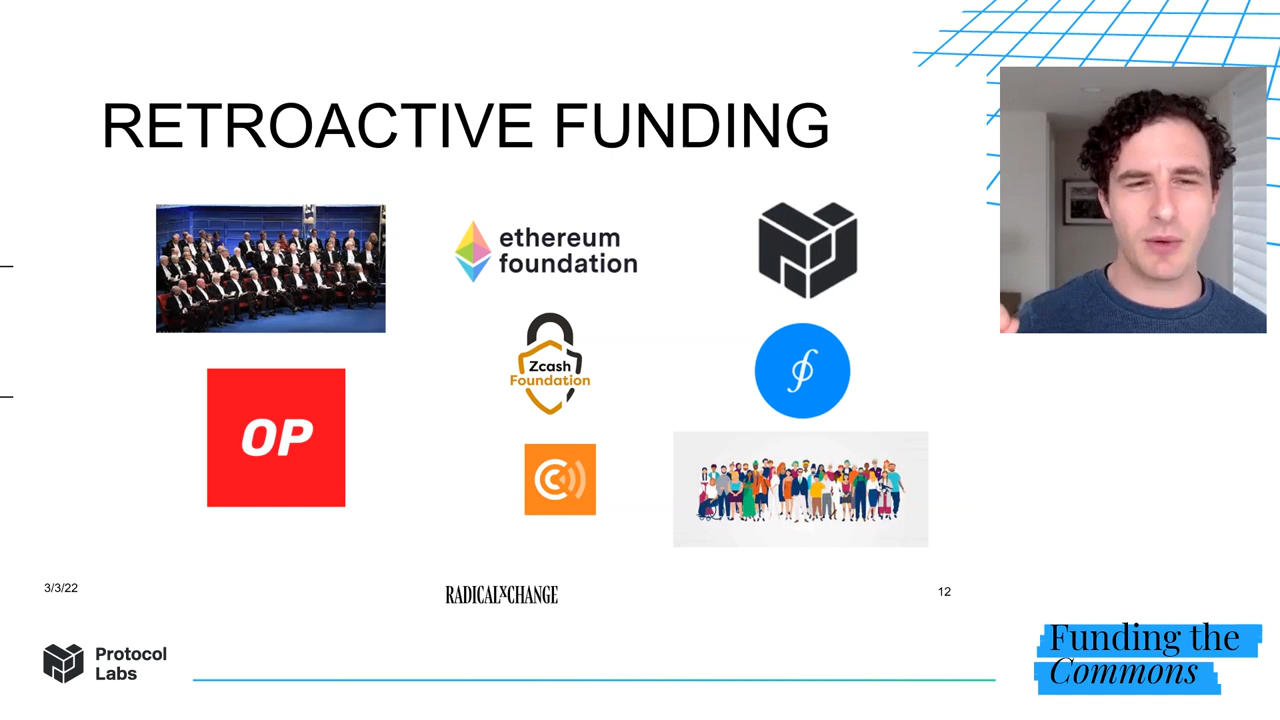 RETROACTIVE FUNDING
ethereum
foundation
Zcash
Foundation
OP
3/3/22
RADICALXCHANGE
12
Protocol
Labs
Funding the
Commons